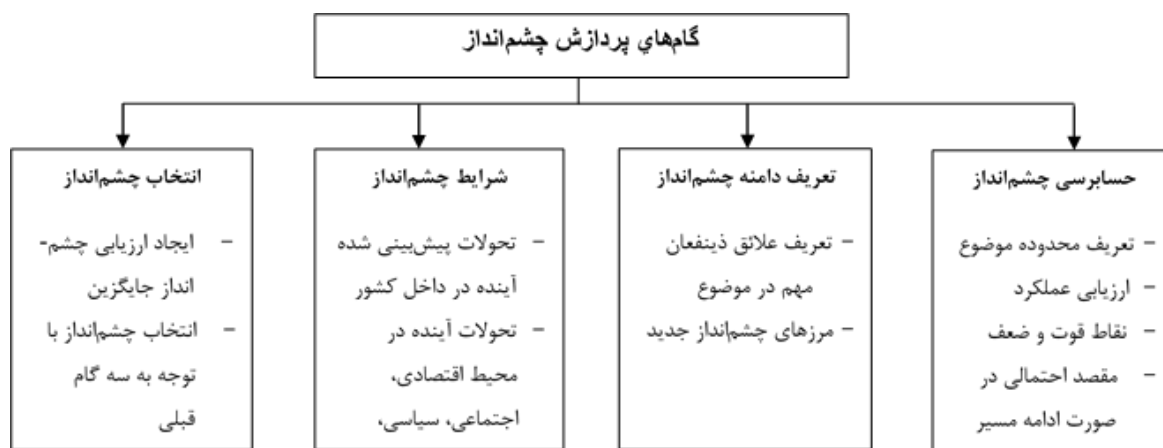 گام‌هاي پردازش چشم‌انداز
حسابرسی چشم‌انداز
– تعریف محدوده موضوع
– ارزیابی عملکرد
– نقاط قوت و ضعف
– مقصد احتمالی در
صورت ادامه مسیر
تعریف دامنه چشم‌انداز
– تعریف علائق ذینفعان
مهم در موضوع
– مرزهای چشم‌انداز جدید
شرایط چشم‌انداز
– تحولات پیش‌بینی شده
آینده در داخل کشور
– تحولات آینده در
محیط اقتصادی،
اجتماعی، سیاسی،
انتخاب چشم‌انداز
– ایجاد ارزیابی چشم-
انداز جایگزین
– انتخاب چشم‌انداز با
توجه به سه گام
قبلی